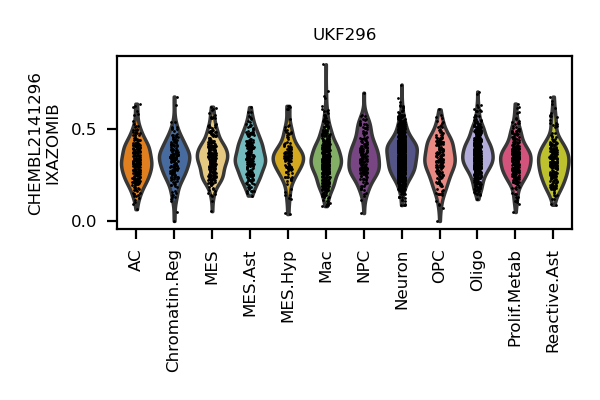 UKF296
CHEMBL2141296
IXAZOMIB
0.5
0.0
AC
Chromatin.Reg
MES
MES.Ast
MES.Hyp
Mac
NPC
Neuron
OPC
Oligo
Prolif.Metab
Reactive.Ast